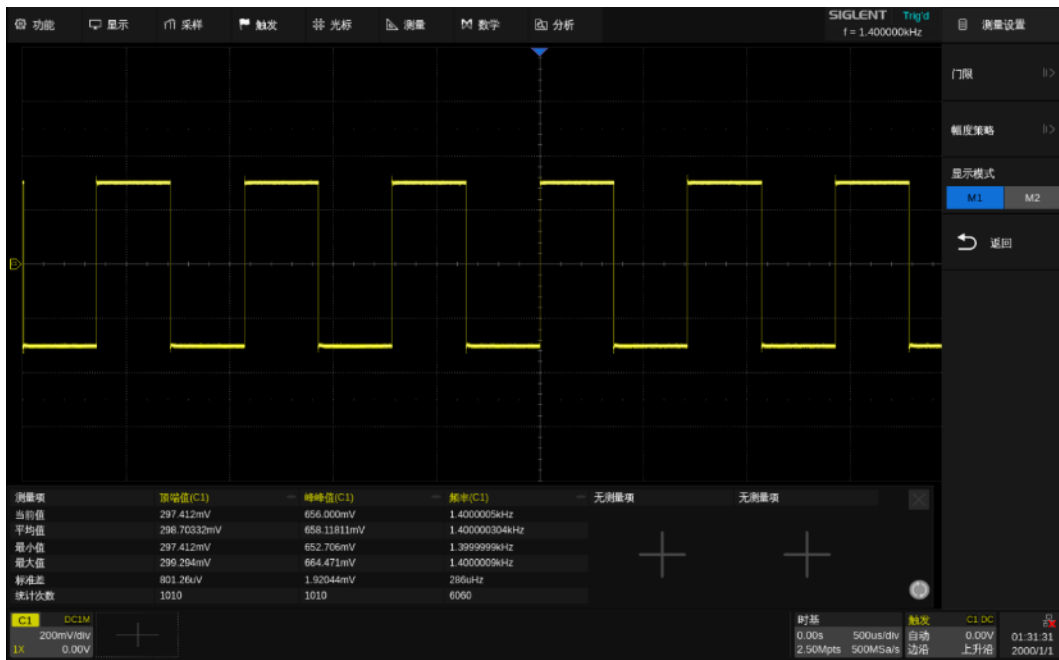 功能 显示 采样 触发 光标 测量 数学 分析 SIGLENT Trig'd
f = 1.400000kHz
测量设置
门限
幅度策略
显示模式
M1 M2
返回
测量项 顶端值(C1) 峰峰值(C1) 频率(C1) 无测量项 无测量项
当前值 297.412mV 656.000mV 1.4000005kHz
平均值 298.70332mV 658.11811mV 1.400000304kHz
最小值 297.412mV 652.706mV 1.3999999kHz
最大值 299.294mV 664.471mV 1.4000009kHz
标准差 801.26uV 1.92044mV 286uHz
统计次数 1010 1010 6060
C1 DC1M
200mV/div
1X 0.00V
时基
0.00s 500us/div
2.50Mpts 500MSa/s
触发 C1 DC
自动 0.00V
边沿 上升沿
01:31:31
2000/1/1